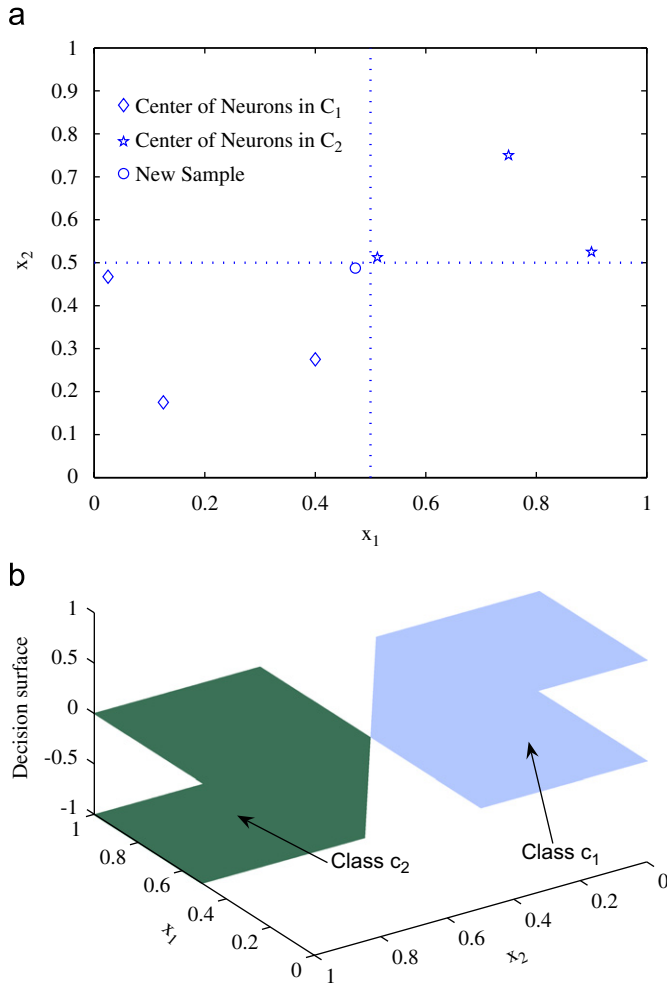 a
1
0.9
0.8
0.7
0.6
0.5
0.4
0.3
0.2
0.1
0
x₂
Center of Neurons in C₁
Center of Neurons in C₂
New Sample
0 0.2 0.4 0.6 0.8 1
x₁
b
1
0.5
0
-0.5
-1
Decision surface
1 0.8 0.6 0.4 0.2 0
x₁
1 0.8 0.6 0.4 0.2 0
x₂
Class c₂
Class c₁